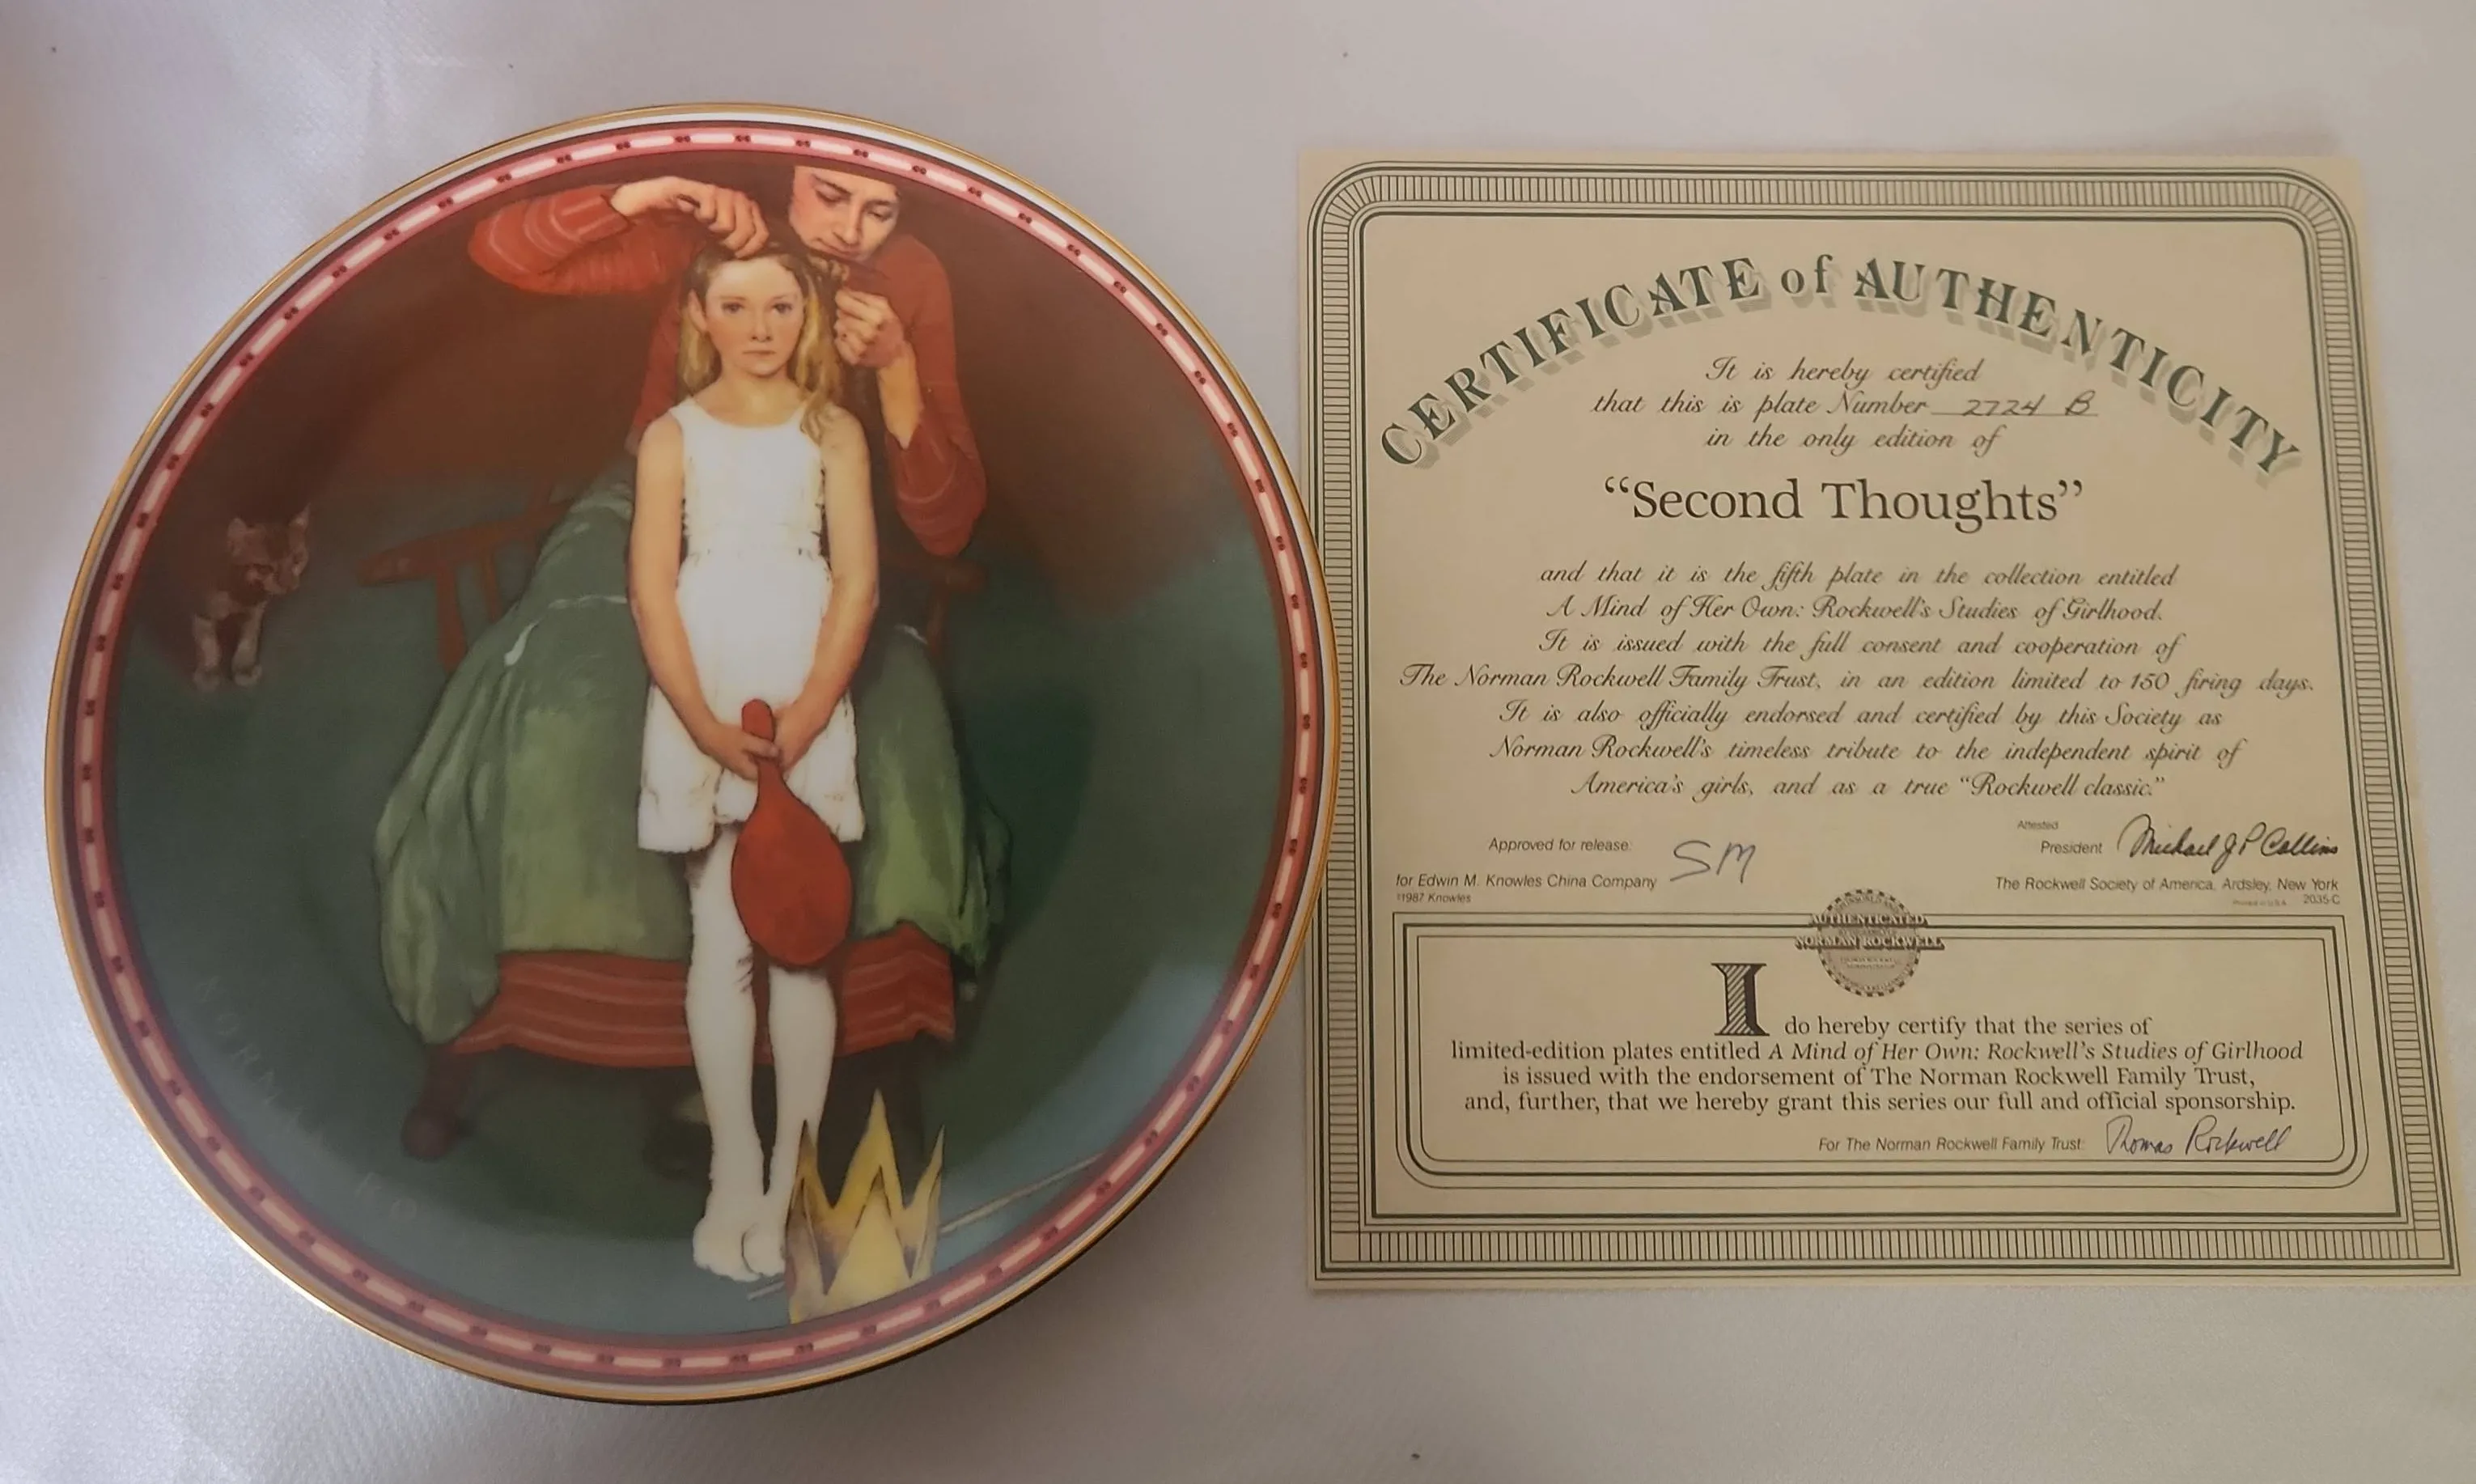 CERTIFICATE of AUTHENTICITY
It is hereby certified
that this is plate Number 2724 B
in the only edition of
“Second Thoughts”
and that it is the fifth plate in the collection entitled
A Mind of Her Own: Rockwell's Studies of Girlhood.
It is issued with the full consent and cooperation of
The Norman Rockwell Family Trust, in an edition limited to 150 firing days.
It is also officially endorsed and certified by this Society as
Norman Rockwell's timeless tribute to the independent spirit of
America's girls, and as a true “Rockwell classic.”
Approved for release: SM
for Edwin M. Knowles China Company
©1987 Knowles
Attested
President Michael J P Collins
The Rockwell Society of America, Ardsley, New York
Printed in U.S.A. 2035-C
AUTHENTICATED
NORMAN ROCKWELL
I do hereby certify that the series of
limited-edition plates entitled A Mind of Her Own: Rockwell's Studies of Girlhood
is issued with the endorsement of The Norman Rockwell Family Trust,
and, further, that we hereby grant this series our full and official sponsorship.
For The Norman Rockwell Family Trust: Thomas Rockwell